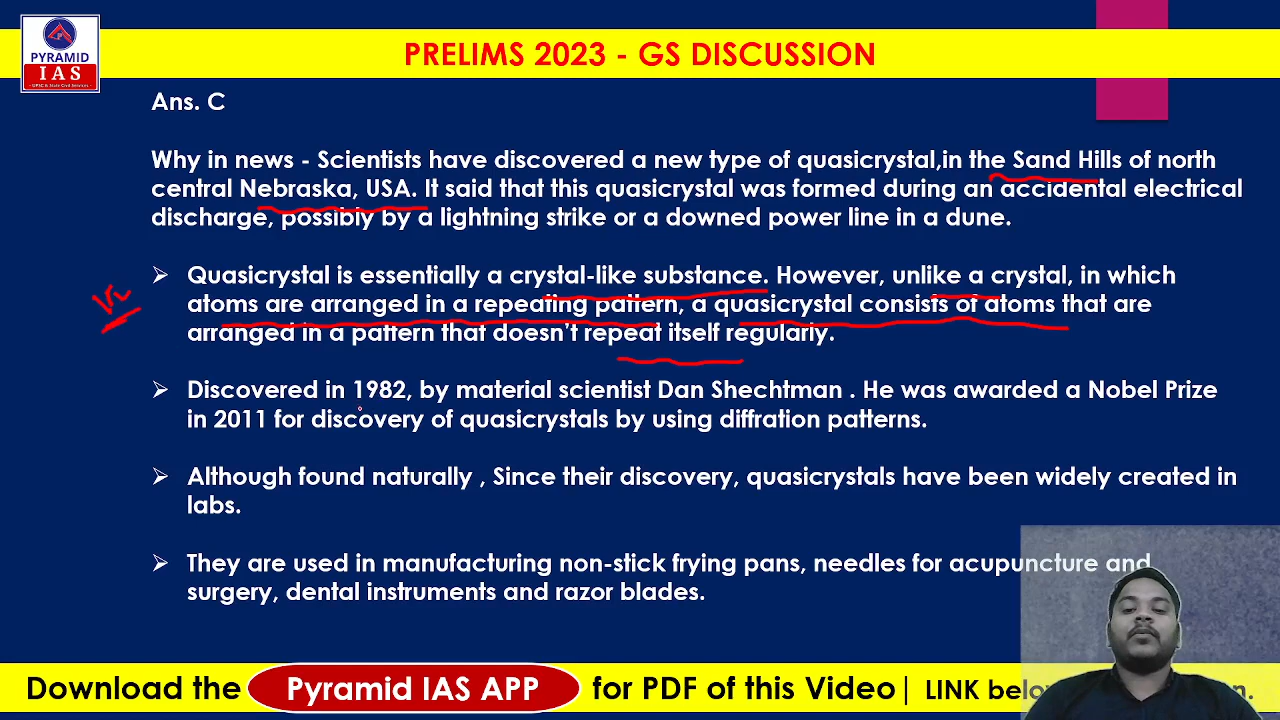 PYRAMID
IAS
PRELIMS 2023 - GS DISCUSSION
Ans. C
Why in news - Scientists have discovered a new type of quasicrystal,in the Sand Hills of north
central Nebraska, USA. It said that this quasicrystal was formed during an accidental electrical
discharge, possibly by a lightning strike or a downed power line in a dune.
Quasicrystal is essentially a crystal-like substance. However, unlike a crystal, in which
atoms are arranged in a repeating pattern, a quasicrystal consists of atoms that are
arranged in a pattern that doesn't repeat itself regularly.
Discovered in 1982, by material scientist Dan Shechtman . He was awarded a Nobel Prize
in 2011 for discovery of quasicrystals by using diffration patterns.
Although found naturally , Since their discovery, quasicrystals have been widely created in
labs.
They are used in manufacturing non-stick frying pans, needles for acupuncture and
surgery, dental instruments and razor blades.
Download the Pyramid IAS APP for PDF of this Video| LINK below